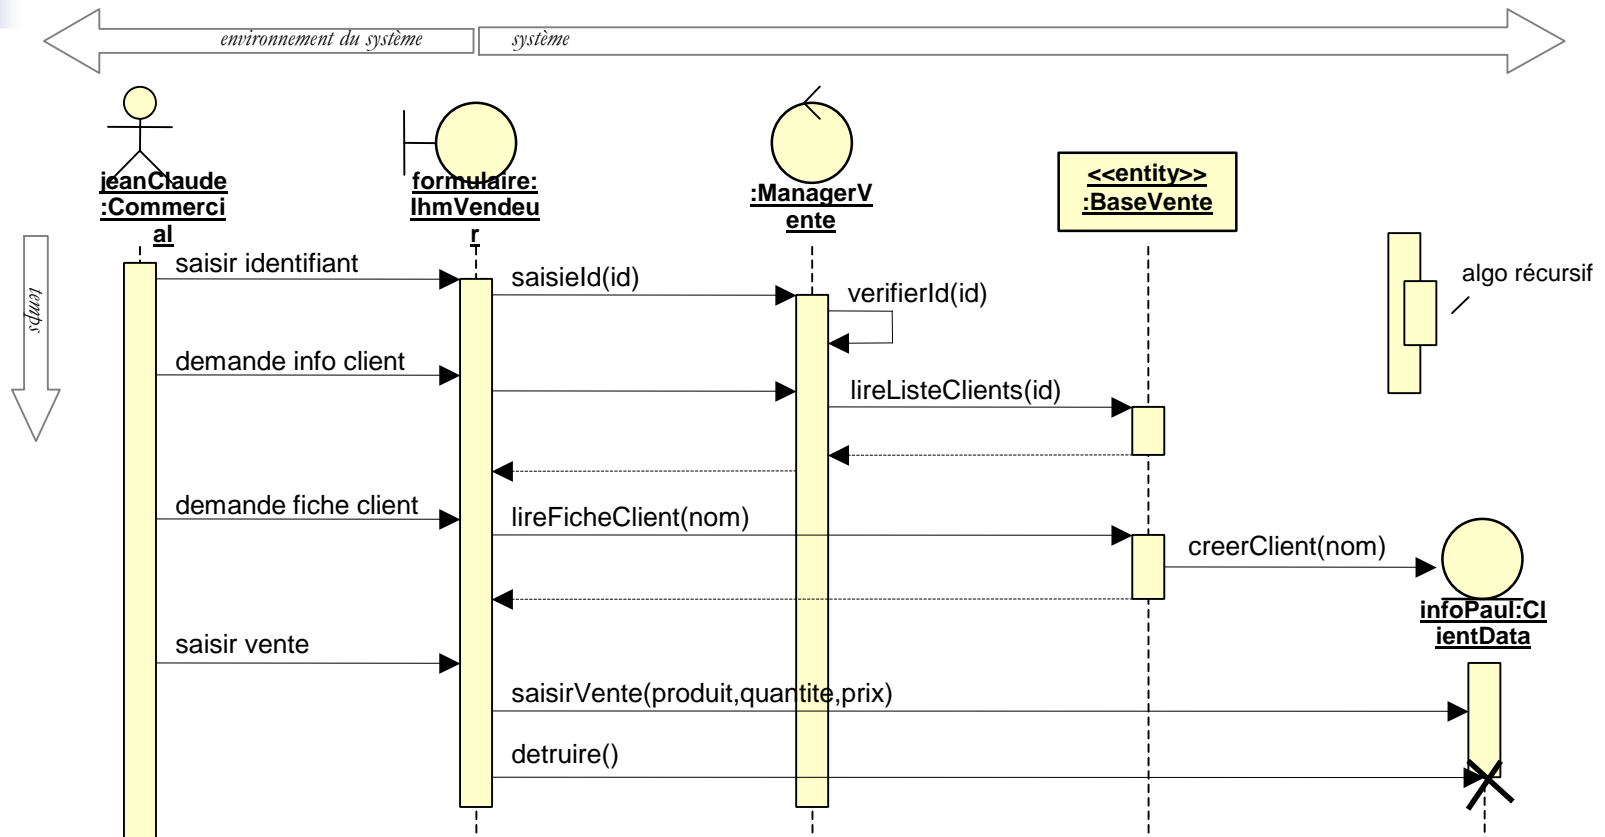 environnement du système
système
jeanClaude
:Commerci
al
formulaire:
IhmVendeu
r
:ManagerV
ente
<<entity>>
:BaseVente
temps
saisir identifiant
saisieId(id)
verifierId(id)
algo récursif
demande info client
lireListeClients(id)
demande fiche client
lireFicheClient(nom)
creerClient(nom)
infoPaul:Cl
ientData
saisir vente
saisirVente(produit,quantite,prix)
detruire()